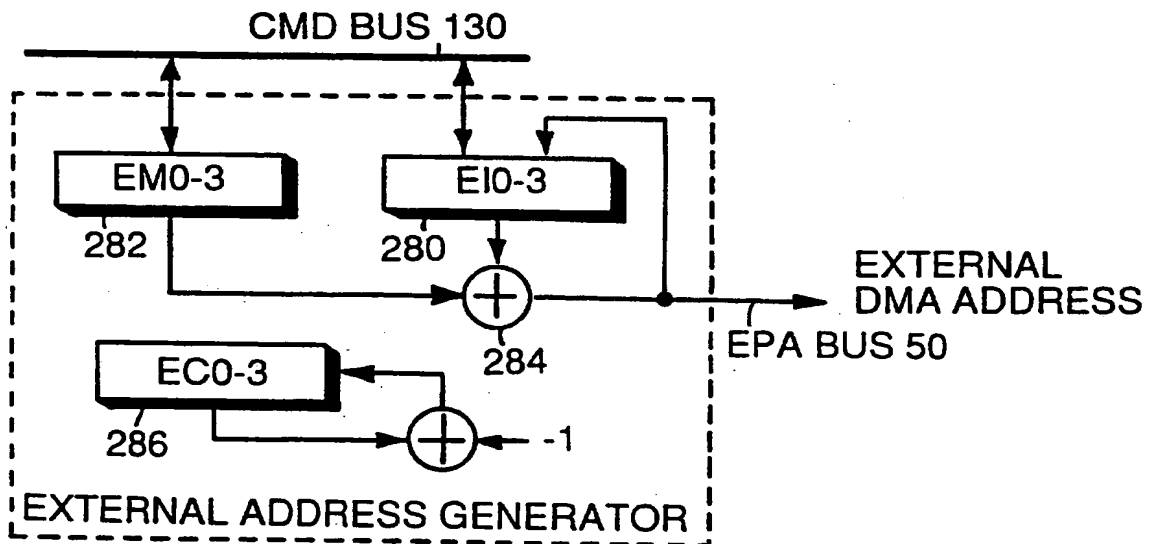 CMD BUS 130
EM0-3
282
EI0-3
280
284
EXTERNAL
DMA ADDRESS
EPA BUS 50
EC0-3
286
-1
EXTERNAL ADDRESS GENERATOR